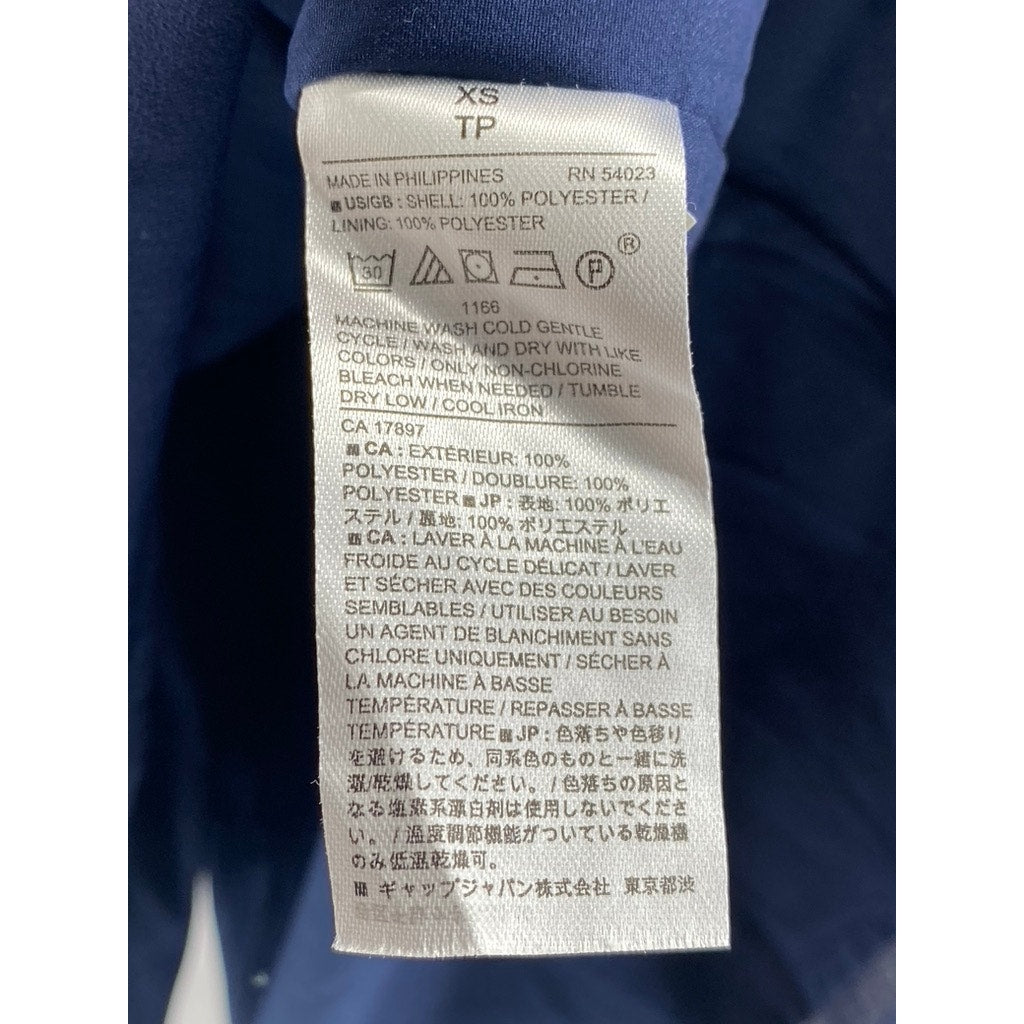 XS
TP
MADE IN PHILIPPINES RN 54023
US/GB : SHELL: 100% POLYESTER /
LINING: 100% POLYESTER
30 P ®
1166
MACHINE WASH COLD GENTLE
CYCLE / WASH AND DRY WITH LIKE
COLORS / ONLY NON-CHLORINE
BLEACH WHEN NEEDED / TUMBLE
DRY LOW / COOL IRON
CA 17897
CA : EXTÉRIEUR: 100%
POLYESTER / DOUBLURE: 100%
POLYESTER JP : 表地: 100% ポリエ
ステル / 裏地: 100% ポリエステル
CA : LAVER À LA MACHINE À L'EAU
FROIDE AU CYCLE DÉLICAT / LAVER
ET SÉCHER AVEC DES COULEURS
SEMBLABLES / UTILISER AU BESOIN
UN AGENT DE BLANCHIMENT SANS
CHLORE UNIQUEMENT / SÉCHER À
LA MACHINE À BASSE
TEMPÉRATURE / REPASSER À BASSE
TEMPÉRATURE JP : 色落ちや色移り
を避けるため、同系色のものと一緒に洗
濯/乾燥してください。/ 色落ちの原因と
なる塩素系漂白剤は使用しないでくださ
い。/ 温度調節機能がついている乾燥機
のみ低温乾燥可。
ギャップジャパン株式会社 東京都渋